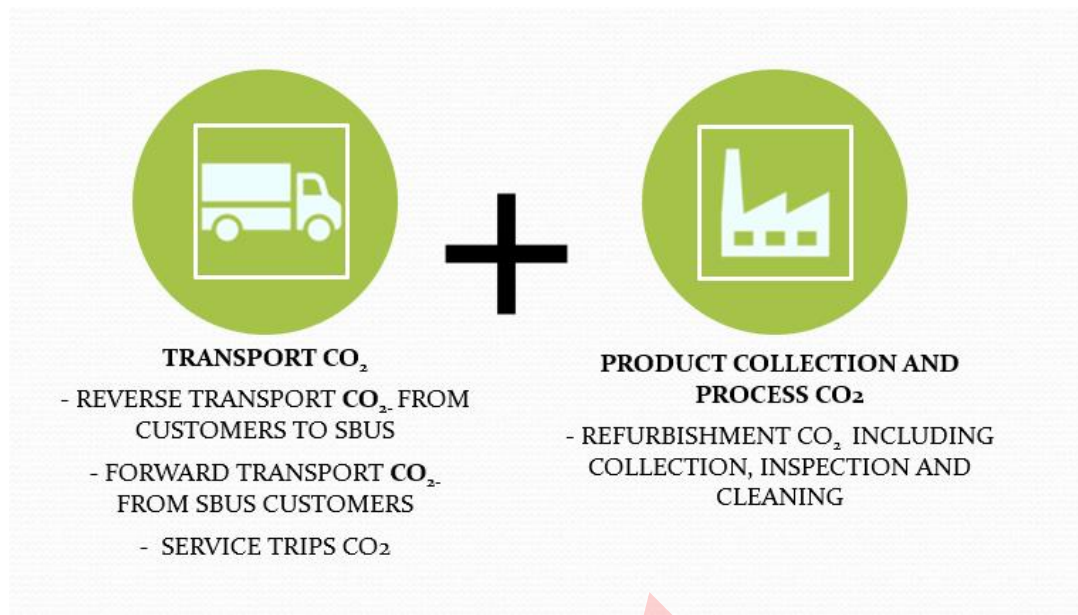 TRANSPORT CO₂
- REVERSE TRANSPORT CO₂- FROM
CUSTOMERS TO SBUS
- FORWARD TRANSPORT CO₂-
FROM SBUS CUSTOMERS
- SERVICE TRIPS CO2
PRODUCT COLLECTION AND
PROCESS CO2
- REFURBISHMENT CO₂ INCLUDING
COLLECTION, INSPECTION AND
CLEANING